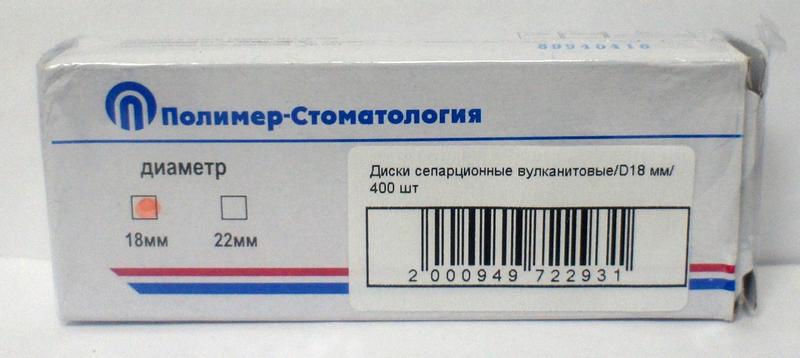 Полимер-Стоматология
диаметр
18мм 22мм
Диски сепарционные вулканитовые/D18 мм/
400 шт
2 000949 722931